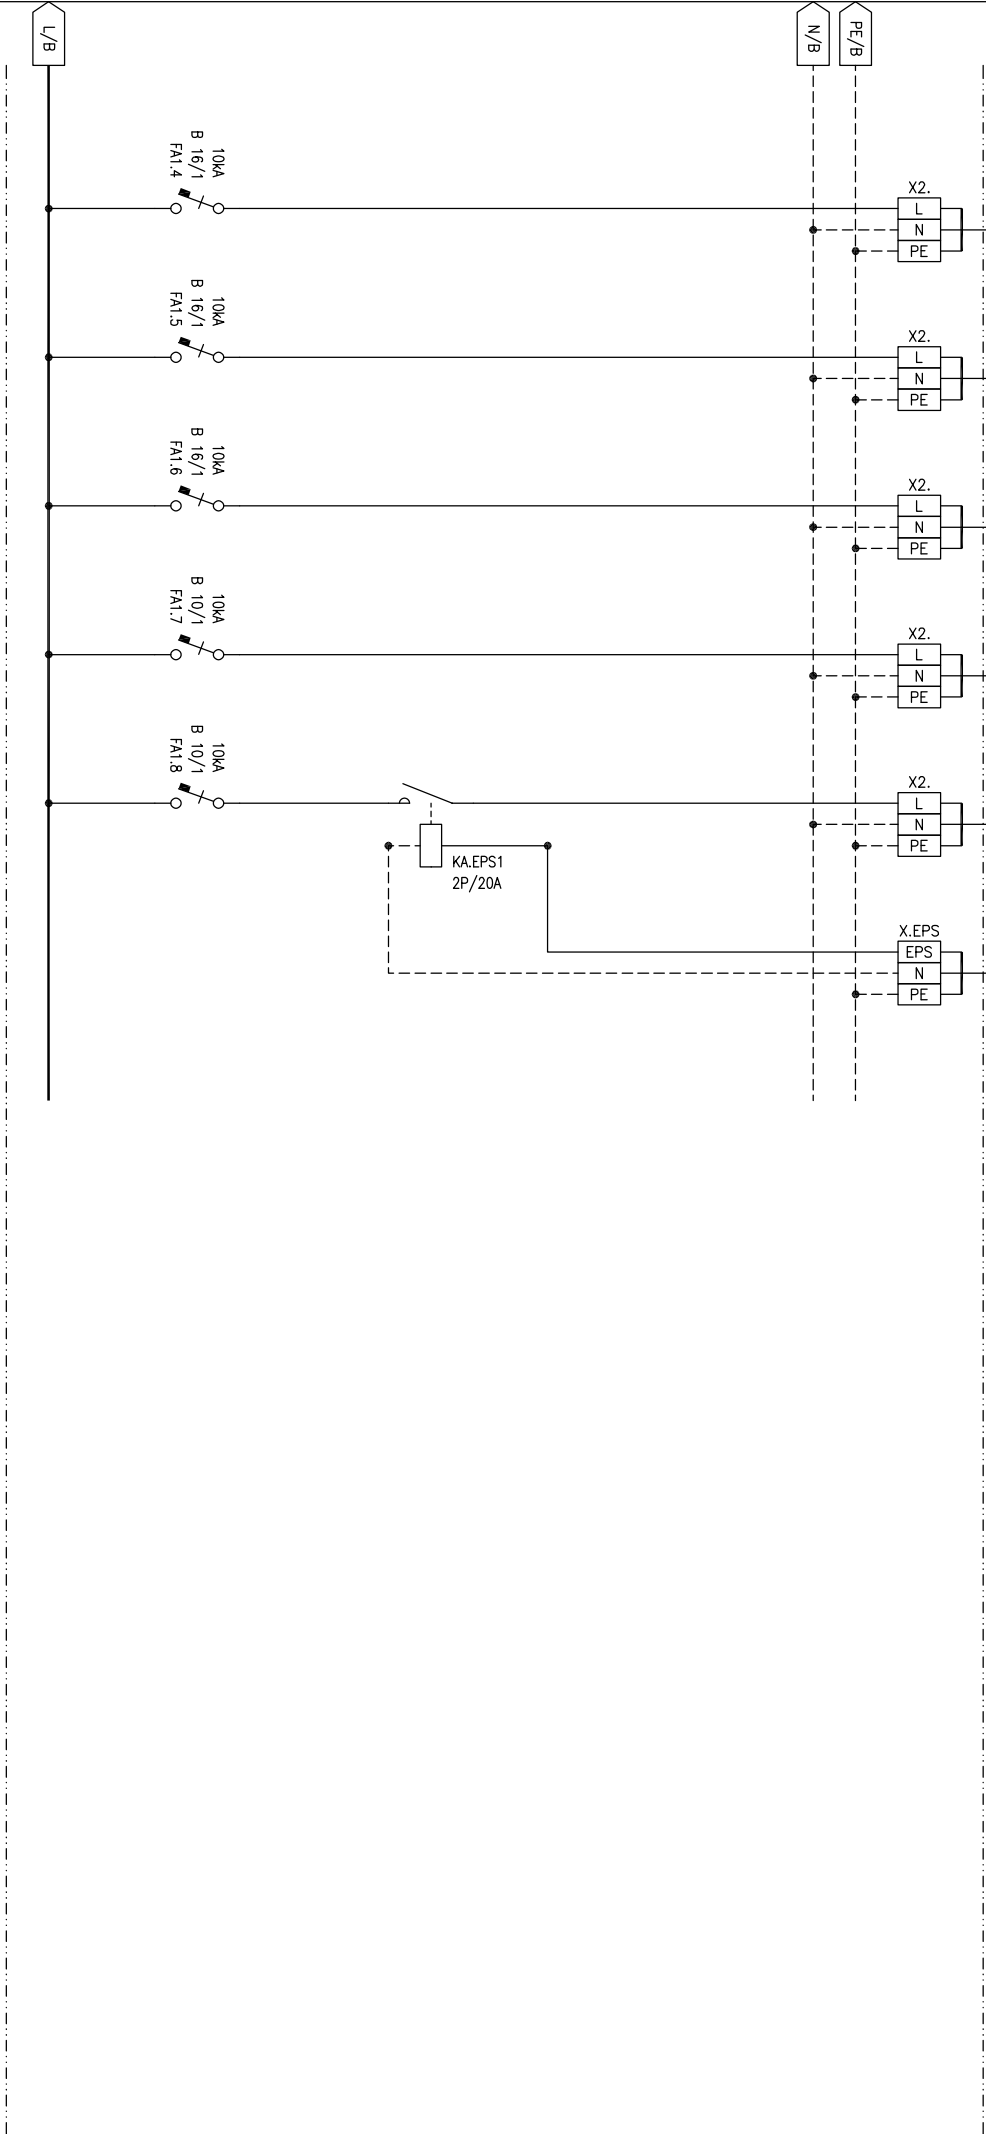 L/B
N/B
PE/B
10kA
B 16/1
FA1.4
X2.
L
N
PE
10kA
B 16/1
FA1.5
X2.
L
N
PE
10kA
B 16/1
FA1.6
X2.
L
N
PE
10kA
B 10/1
FA1.7
X2.
L
N
PE
10kA
B 10/1
FA1.8
X2.
L
N
PE
KA.EPS1
2P/20A
X.EPS
EPS
N
PE